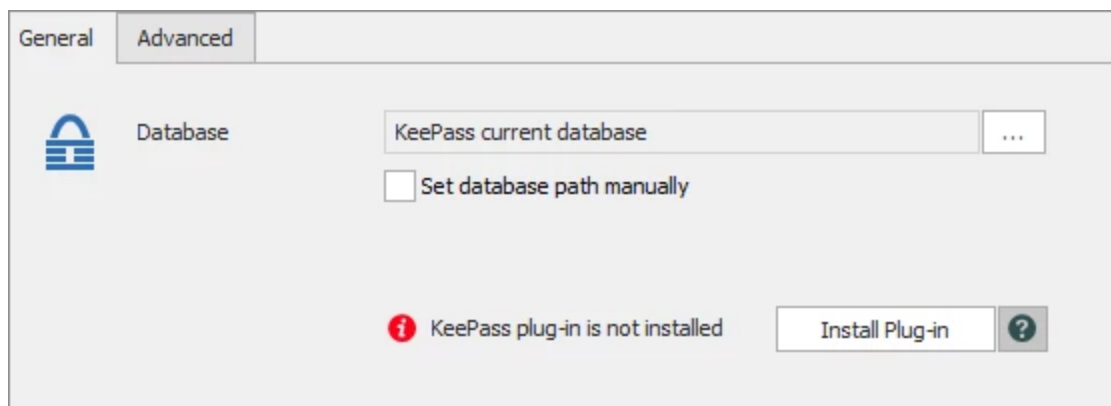 General Advanced
Database KeePass current database ...
Set database path manually
KeePass plug-in is not installed Install Plug-in ?